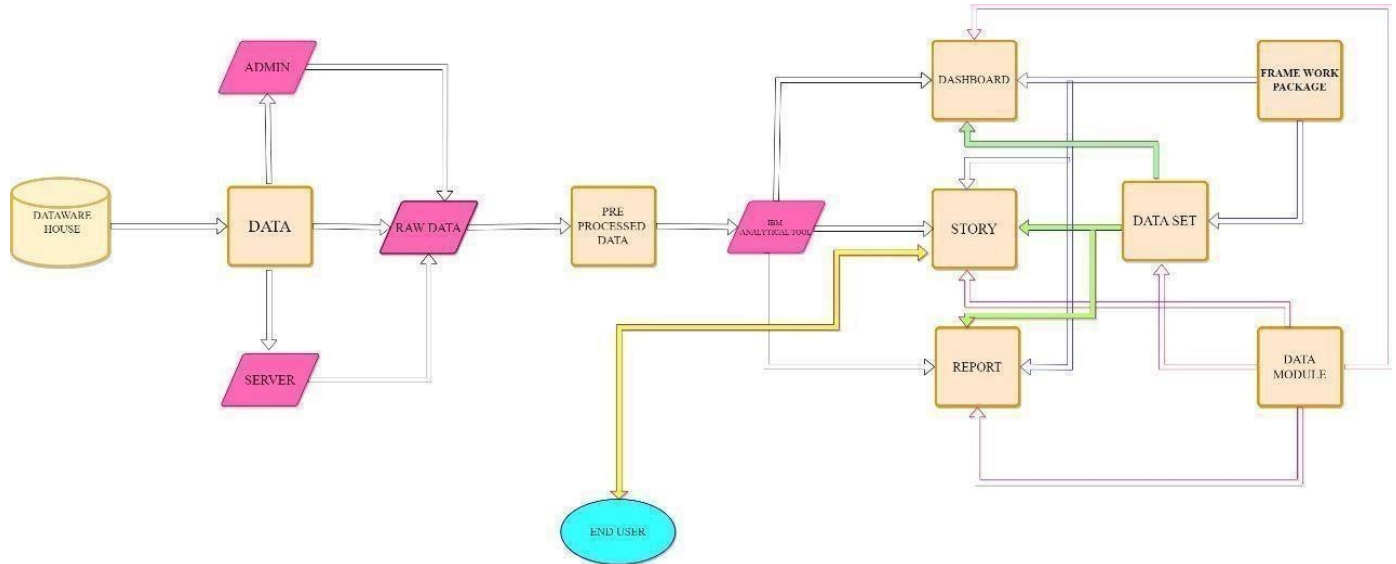 ADMIN
DATAWARE
HOUSE
DATA
RAW DATA
SERVER
PRE
PROCESSED
DATA
IBM
ANALYTICAL TOOL
DASHBOARD
FRAME WORK
PACKAGE
STORY
DATA SET
REPORT
DATA
MODULE
END USER